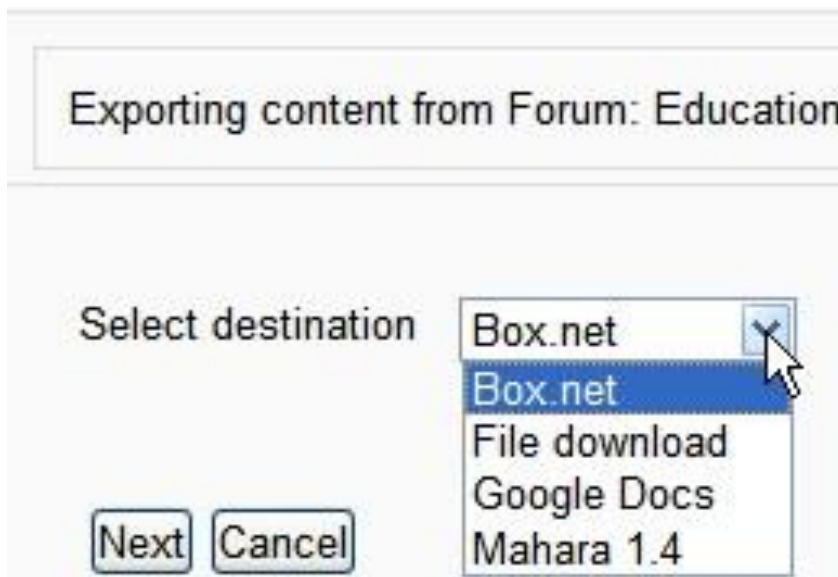 Exporting content from Forum: Education
Select destination
Box.net
Box.net
File download
Google Docs
Mahara 1.4
Next
Cancel